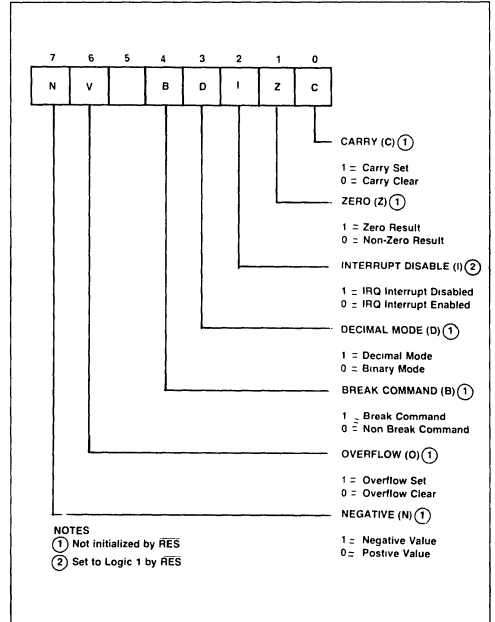 7 6 5 4 3 2 1 0
N V B D I Z C
CARRY (C) ①
1 = Carry Set
0 = Carry Clear
ZERO (Z) ①
1 = Zero Result
0 = Non-Zero Result
INTERRUPT DISABLE (I) ②
1 = IRQ Interrupt Disabled
0 = IRQ Interrupt Enabled
DECIMAL MODE (D) ①
1 = Decimal Mode
0 = Binary Mode
BREAK COMMAND (B) ①
1 = Break Command
0 = Non Break Command
OVERFLOW (O) ①
1 = Overflow Set
0 = Overflow Clear
NEGATIVE (N) ①
1 = Negative Value
0 = Postive Value
NOTES
① Not initialized by R̅E̅S̅
② Set to Logic 1 by R̅E̅S̅